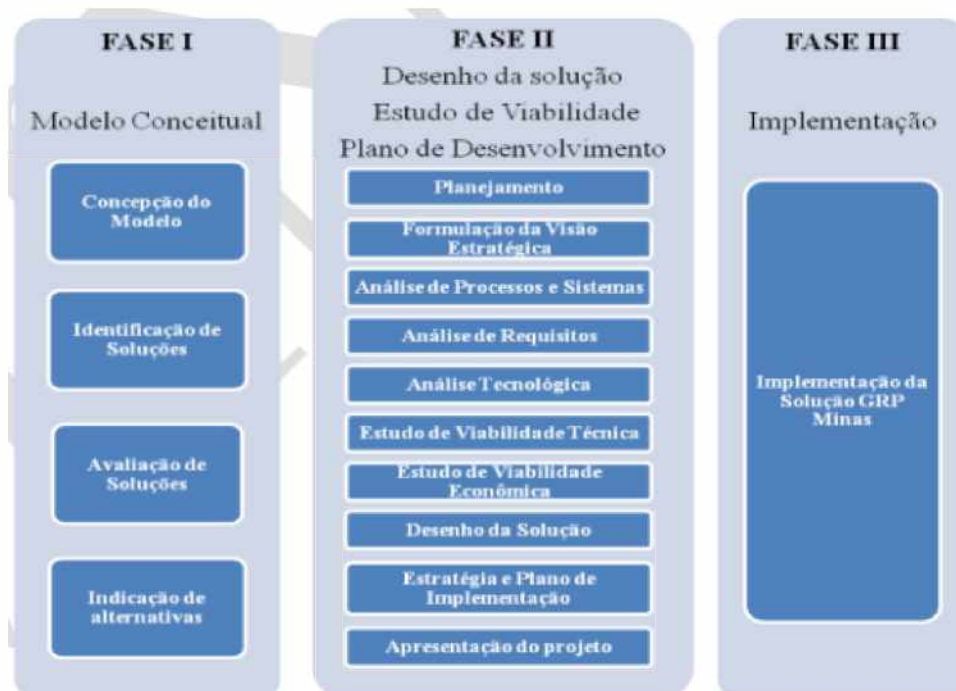 FASE I
Modelo Conceitual
Concepção do
Modelo
Identificação de
Soluções
Avaliação de
Soluções
Indicação de
alternativas
FASE II
Desenho da solução
Estudo de Viabilidade
Plano de Desenvolvimento
Planejamento
Formulação da Visão
Estratégica
Análise de Processos e Sistemas
Análise de Requisitos
Análise Tecnológica
Estudo de Viabilidade Técnica
Estudo de Viabilidade
Econômica
Desenho da Solução
Estratégia e Plano de
Implementação
Apresentação do projeto
FASE III
Implementação
Implementação da
Solução GRP
Minas